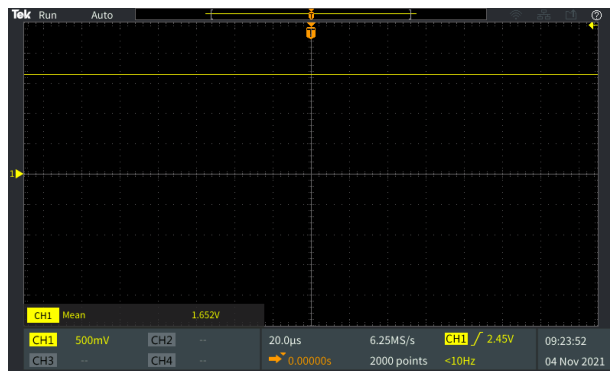 Tek Run Auto
T
T
1
CH1 Mean 1.652V
CH1 500mV CH2 -- 20.0µs 6.25MS/s CH1 2.45V 09:23:52
CH3 -- CH4 -- 0.00000s 2000 points <10Hz 04 Nov 2021